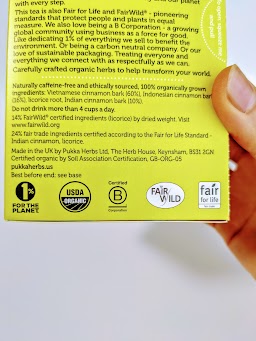 with every step.
This tea is also Fair for Life and FairWild® - pioneering
standards that protect people and plants in equal
measure. We also love being a B Corporation - a growing
global community using business as a force for good.
Like dedicating 1% of everything we sell to benefit the
environment. Or being a carbon neutral company. Or our
love of sustainable packaging. Treating everyone and
everything we connect with as respectfully as we can.
Carefully crafted organic herbs to help transform your world.
Naturally caffeine-free and ethically sourced. 100% organically grown
ingredients: Vietnamese cinnamon bark (60%), Indonesian cinnamon bark
(16%), licorice root, Indian cinnamon bark (10%).
Do not drink more than 4 cups a day.
14% FairWild® certified ingredients (licorice) by dried weight. Visit
www.fairwild.org
24% fair trade ingredients certified according to the Fair for Life Standard -
Indian cinnamon, licorice.
Made in the UK by Pukka Herbs Ltd, The Herb House, Keynsham, BS31 2GN
Certified organic by Soil Association Certification, GB-ORG-05
pukkaherbs.us
Best before end: see base
1%
FOR THE
PLANET
USDA
ORGANIC
Certified
B
Corporation
FAIR
WILD
fair
for life